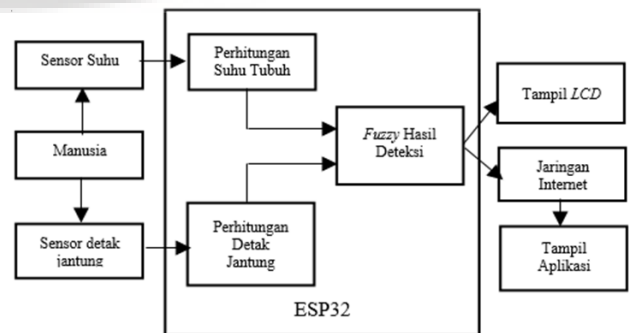 Sensor Suhu
Manusia
Sensor detak
jantung
Perhitungan
Suhu Tubuh
Perhitungan
Detak
Jantung
Fuzzy Hasil
Deteksi
ESP32
Tampil LCD
Jaringan
Internet
Tampil
Aplikasi